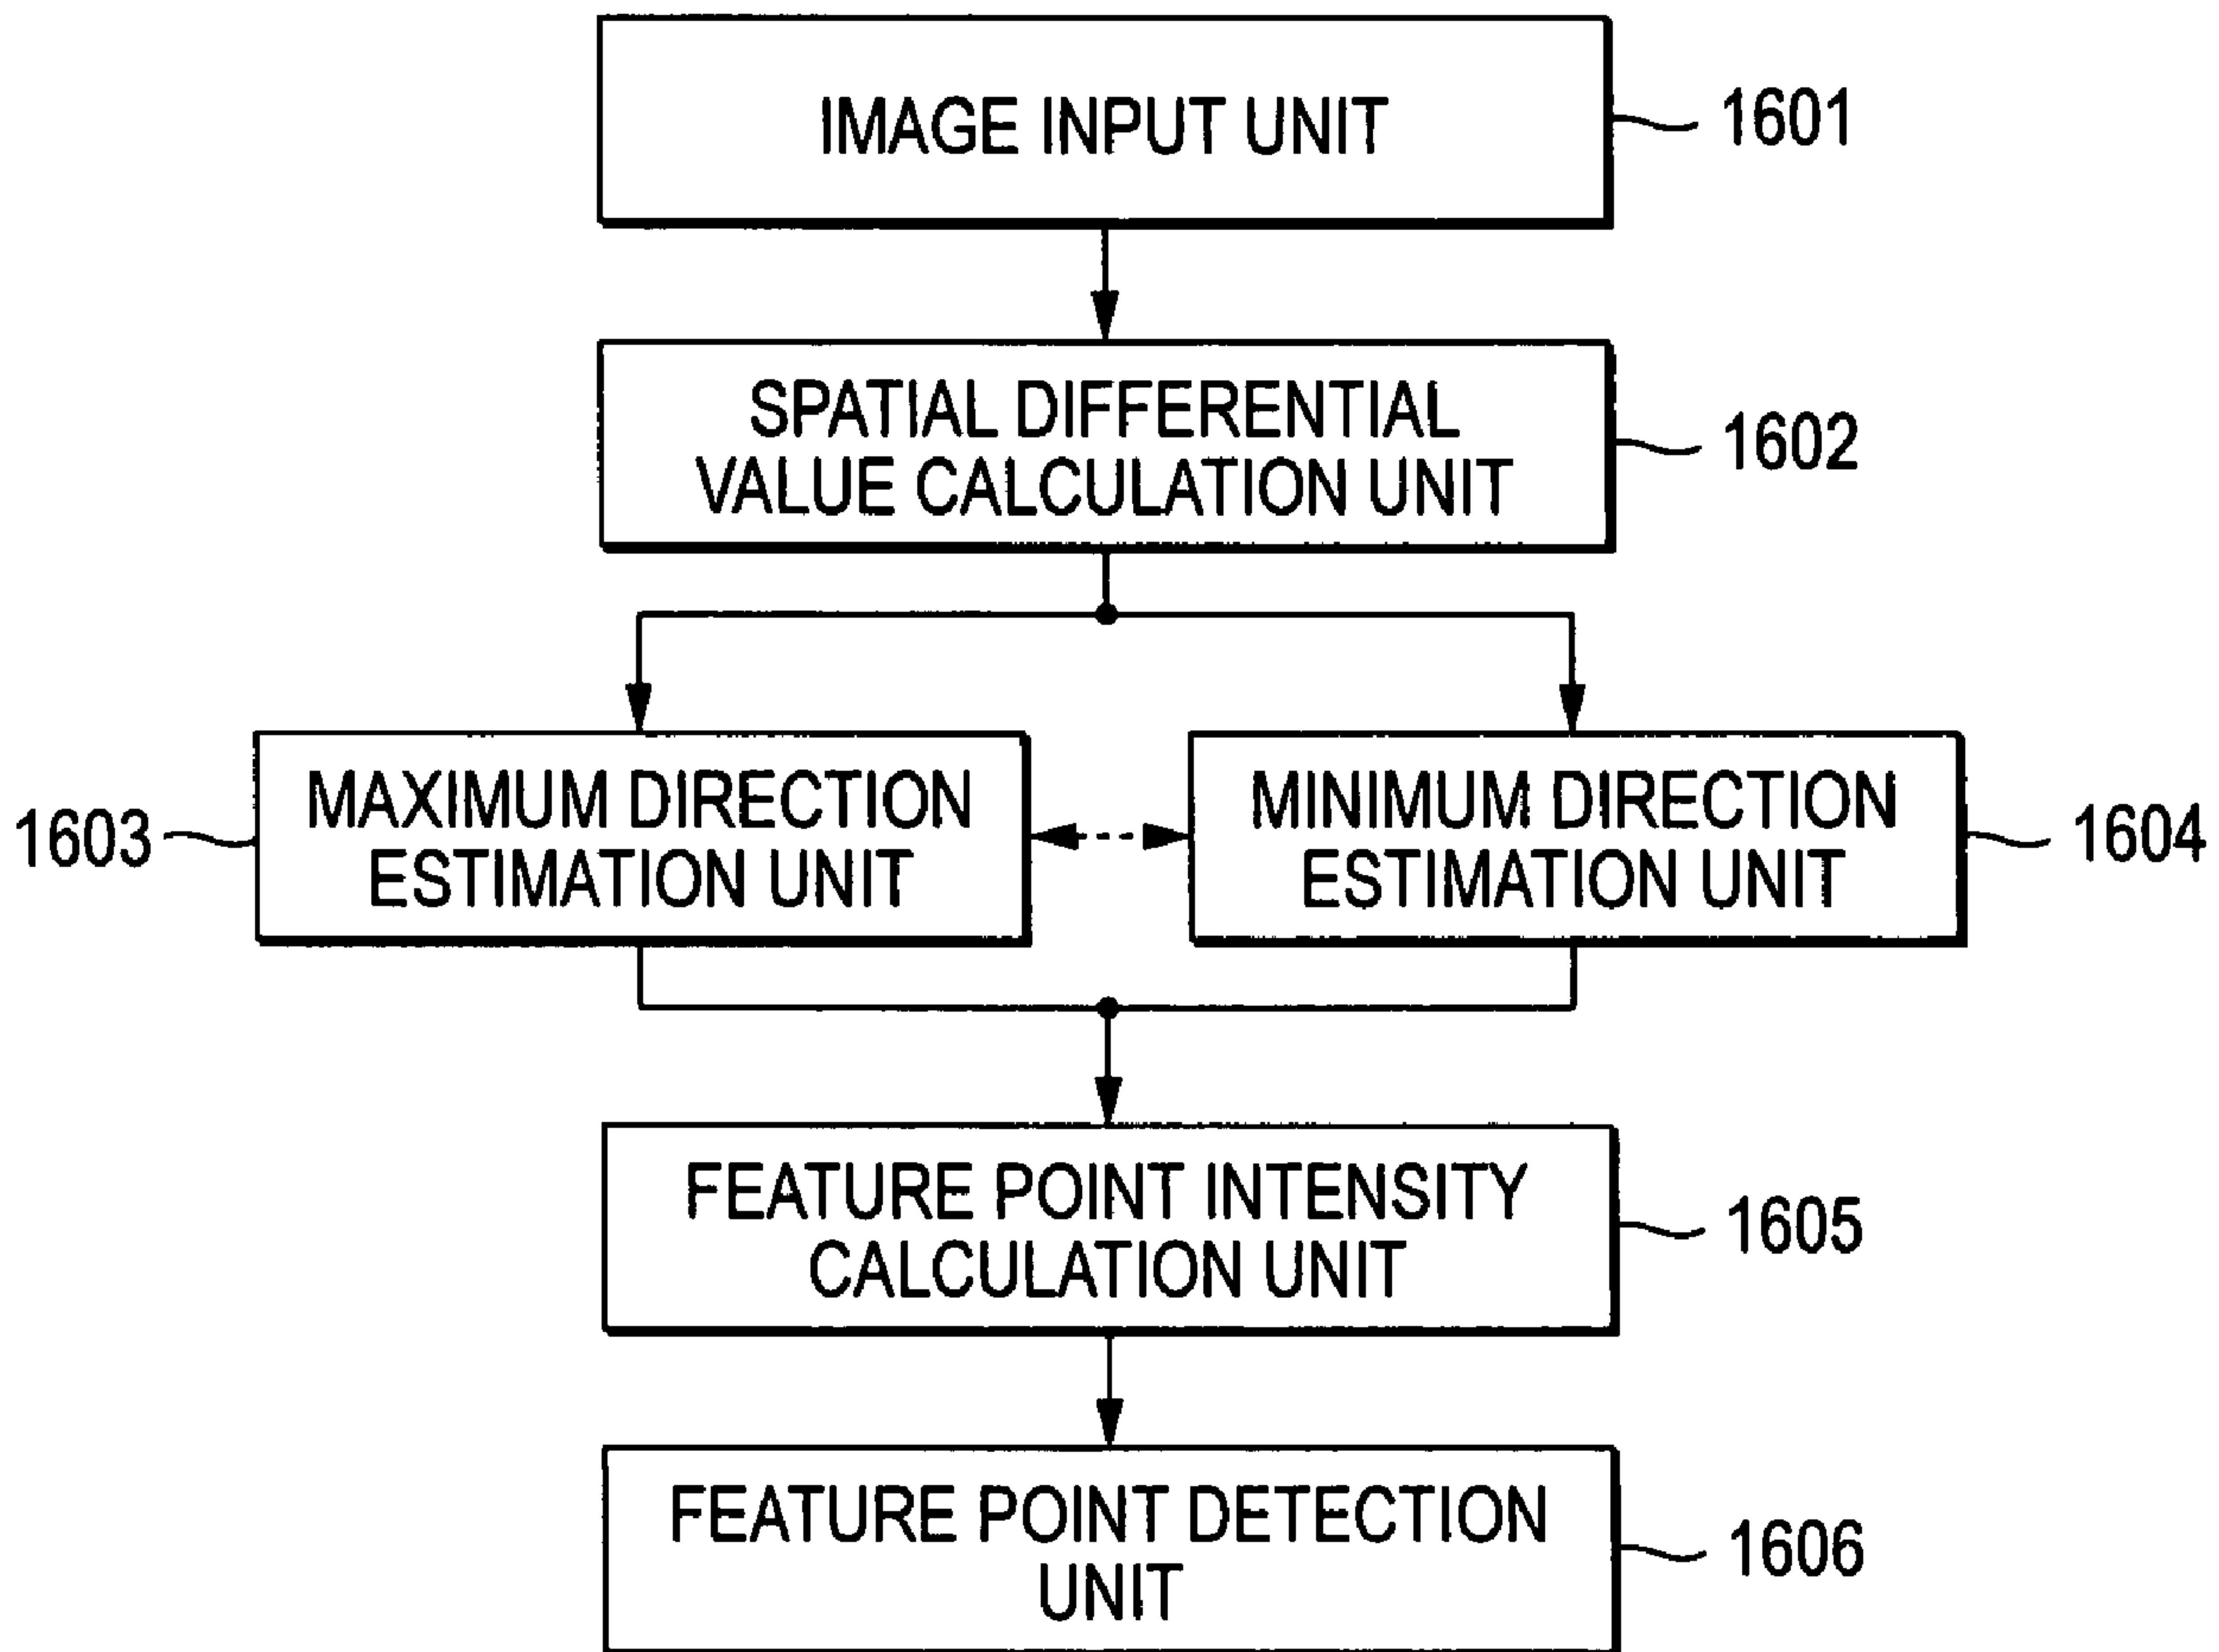 IMAGE INPUT UNIT
1601
SPATIAL DIFFERENTIAL
VALUE CALCULATION UNIT
1602
1603
MAXIMUM DIRECTION
ESTIMATION UNIT
MINIMUM DIRECTION
ESTIMATION UNIT
1604
FEATURE POINT INTENSITY
CALCULATION UNIT
1605
FEATURE POINT DETECTION
UNIT
1606